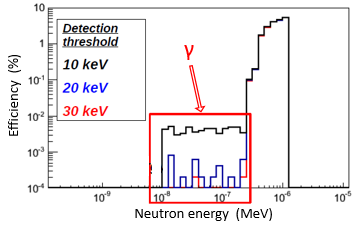 Detection
threshold
10 keV
20 keV
30 keV
γ
Efficiency (%)
10
1
10⁻¹
10⁻²
10⁻³
10⁻⁴
10⁻⁹
10⁻⁸
10⁻⁷
10⁻⁶
10⁻⁵
Neutron energy (MeV)